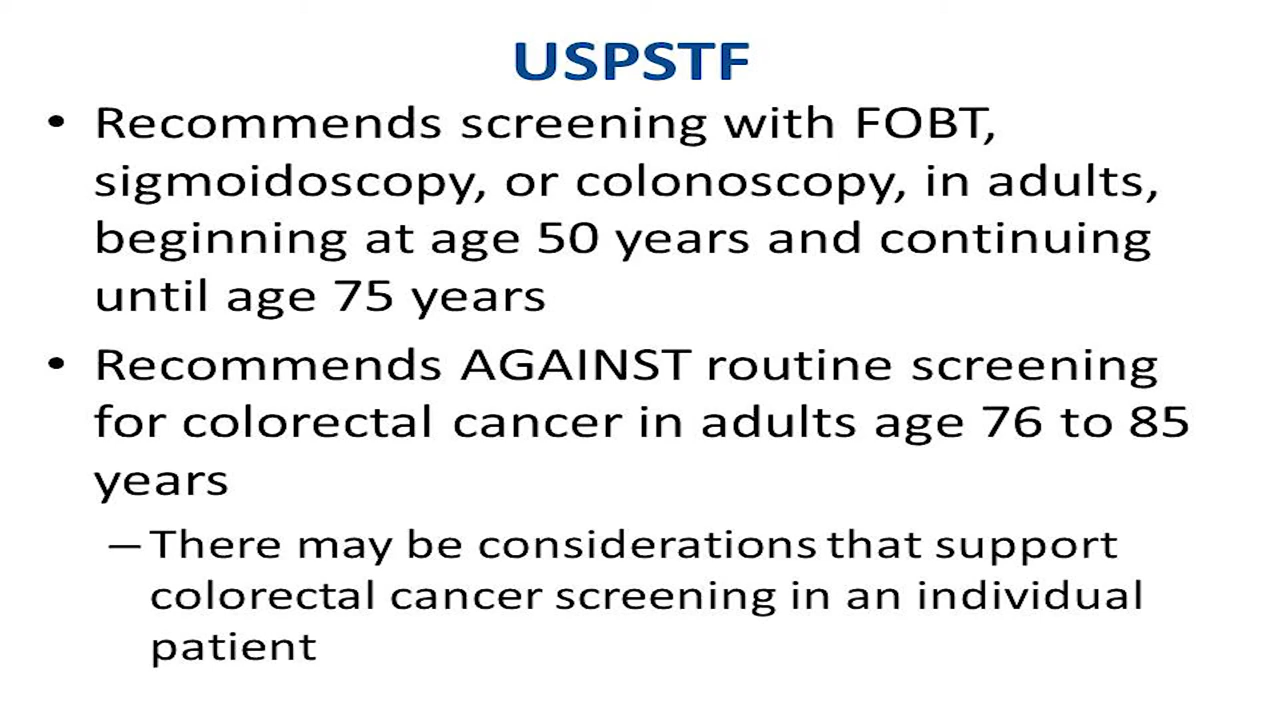 USPSTF
• Recommends screening with FOBT,
sigmoidoscopy, or colonoscopy, in adults,
beginning at age 50 years and continuing
until age 75 years
• Recommends AGAINST routine screening
for colorectal cancer in adults age 76 to 85
years
– There may be considerations that support
colorectal cancer screening in an individual
patient